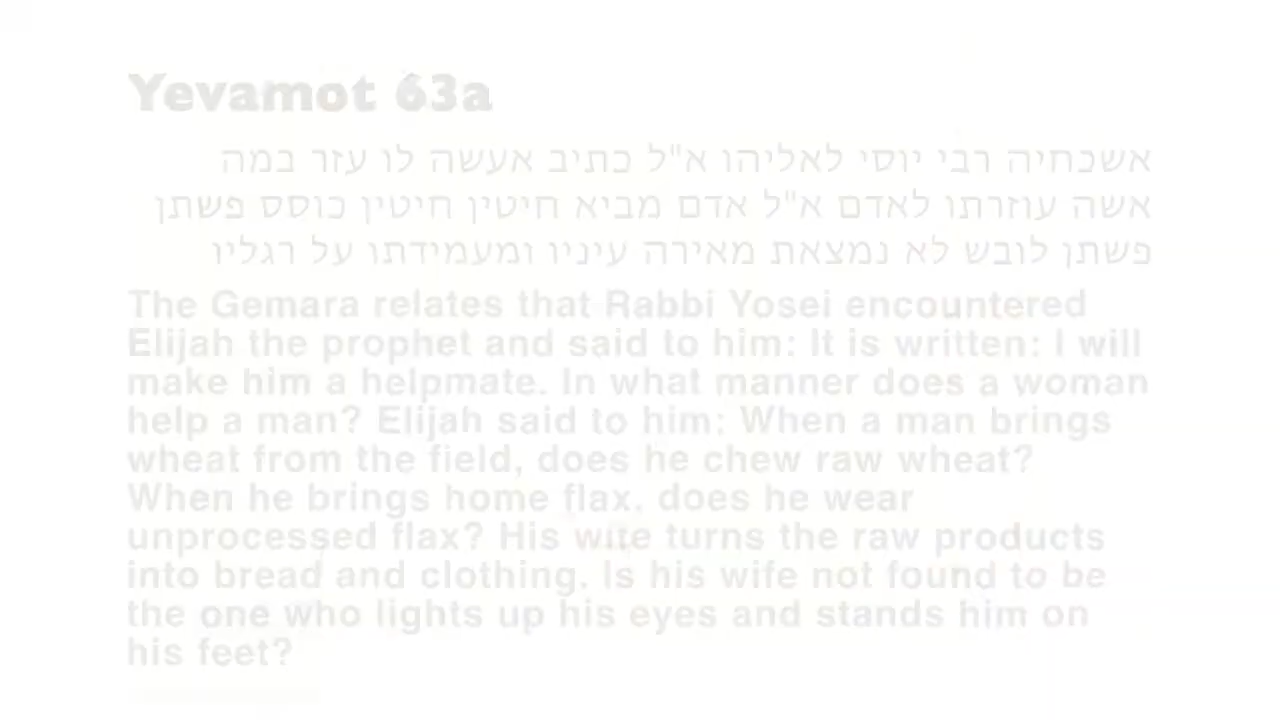 Yevamot 63a
אשכחיה רבי יוסי לאליהו א"ל כתיב אעשה לו עזר במה
אשה עוזרתו לאדם א"ל אדם מביא חיטין חיטין כוסס פשתן
פשתן לובש לא נמצאת מאירה עיניו ומעמידתו על רגליו
The Gemara relates that Rabbi Yosei encountered
Elijah the prophet and said to him: It is written: I will
make him a helpmate. In what manner does a woman
help a man? Elijah said to him: When a man brings
wheat from the field, does he chew raw wheat?
When he brings home flax, does he wear
unprocessed flax? His wife turns the raw products
into bread and clothing. Is his wife not found to be
the one who lights up his eyes and stands him on
his feet?